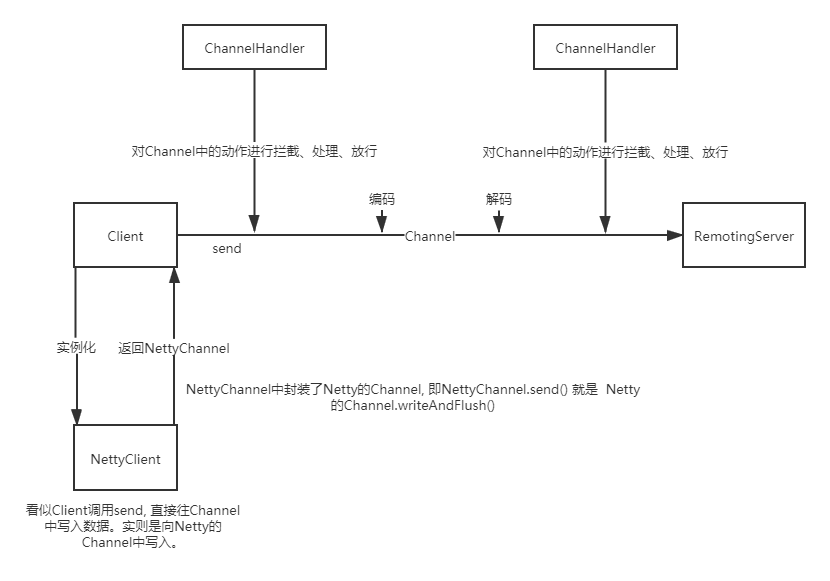 ChannelHandler
ChannelHandler
对Channel中的动作进行拦截、处理、放行
对Channel中的动作进行拦截、处理、放行
编码
解码
Client
Channel
RemotingServer
send
实例化
返回NettyChannel
NettyChannel中封装了Netty的Channel, 即NettyChannel.send() 就是 Netty
的Channel.writeAndFlush()
NettyClient
看似Client调用send, 直接往Channel
中写入数据。实则是向Netty的
Channel中写入。